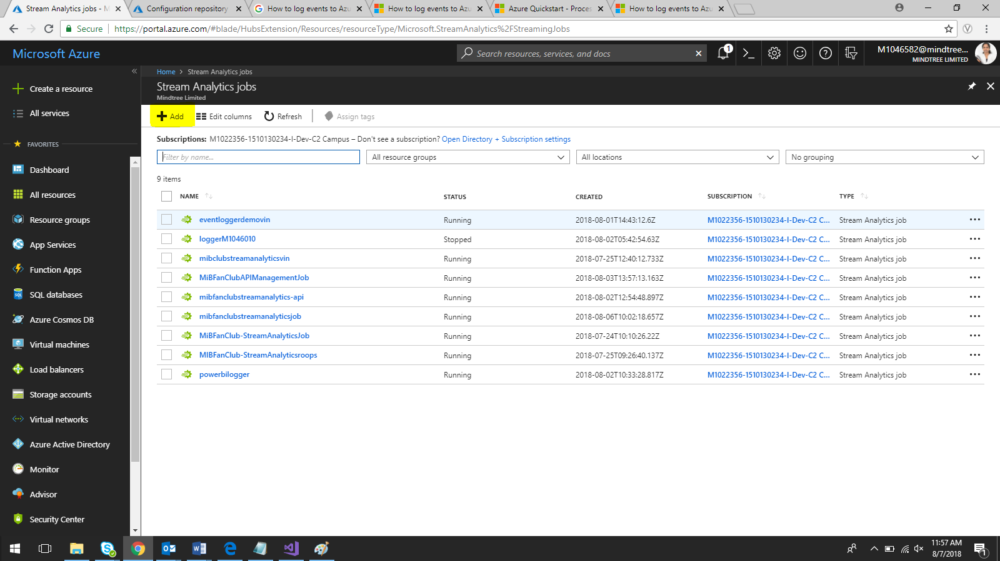 Stream Analytics jobs - M
Configuration repository
How to log events to Azu
How to log events to Azu
Azure Quickstart - Proces
How to log events to Azu
Secure
https://portal.azure.com/#blade/HubsExtension/Resources/resourceType/Microsoft.StreamAnalytics%2FStreamingJobs
Microsoft Azure
Search resources, services, and docs
1
M1046582@mindtree...
MINDTREE LIMITED
Create a resource
All services
FAVORITES
Dashboard
All resources
Resource groups
App Services
Function Apps
SQL databases
Azure Cosmos DB
Virtual machines
Load balancers
Storage accounts
Virtual networks
Azure Active Directory
Monitor
Advisor
Security Center
Home > Stream Analytics jobs
Stream Analytics jobs
Mindtree Limited
Add
Edit columns
Refresh
Assign tags
Subscriptions: M1022356-1510130234-I-Dev-C2 Campus – Don't see a subscription? Open Directory + Subscription settings
Filter by name...
All resource groups
All locations
No grouping
9 items
NAME STATUS CREATED SUBSCRIPTION TYPE
eventloggerdemovin Running 2018-08-01T14:43:12.6Z M1022356-1510130234-I-Dev-C2 C... Stream Analytics job
loggerM1046010 Stopped 2018-08-02T05:42:54.63Z M1022356-1510130234-I-Dev-C2 C... Stream Analytics job
mibclubstreamanalyticsvin Running 2018-07-25T12:40:12.733Z M1022356-1510130234-I-Dev-C2 C... Stream Analytics job
MiBFanClubAPIManagementJob Running 2018-08-03T13:57:13.163Z M1022356-1510130234-I-Dev-C2 C... Stream Analytics job
mibfanclubstreamanalytics-api Running 2018-08-02T12:54:48.897Z M1022356-1510130234-I-Dev-C2 C... Stream Analytics job
mibfanclubstreamanalyticsjob Running 2018-08-06T10:02:18.657Z M1022356-1510130234-I-Dev-C2 C... Stream Analytics job
MiBFanClub-StreamAnalyticsJob Running 2018-07-24T10:10:26.22Z M1022356-1510130234-I-Dev-C2 C... Stream Analytics job
MIBFanClub-StreamAnalyticsroops Running 2018-07-25T09:26:40.137Z M1022356-1510130234-I-Dev-C2 C... Stream Analytics job
powerbilogger Running 2018-08-02T10:33:28.817Z M1022356-1510130234-I-Dev-C2 C... Stream Analytics job
11:57 AM
8/7/2018
1